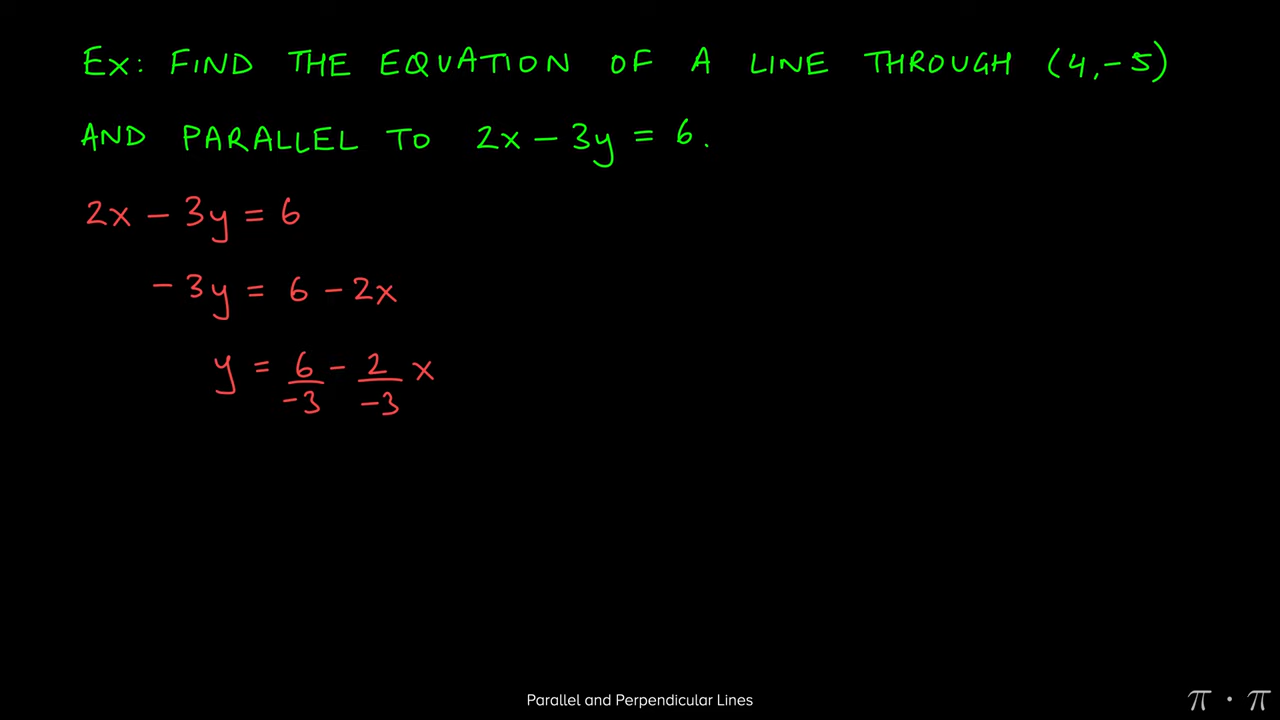 EX: FIND THE EQUATION OF A LINE THROUGH (4,-5)
AND PARALLEL TO 2x - 3y = 6.
2x - 3y = 6
-3y = 6 - 2x
y = 6/-3 - 2/-3 x
Parallel and Perpendicular Lines
π · π